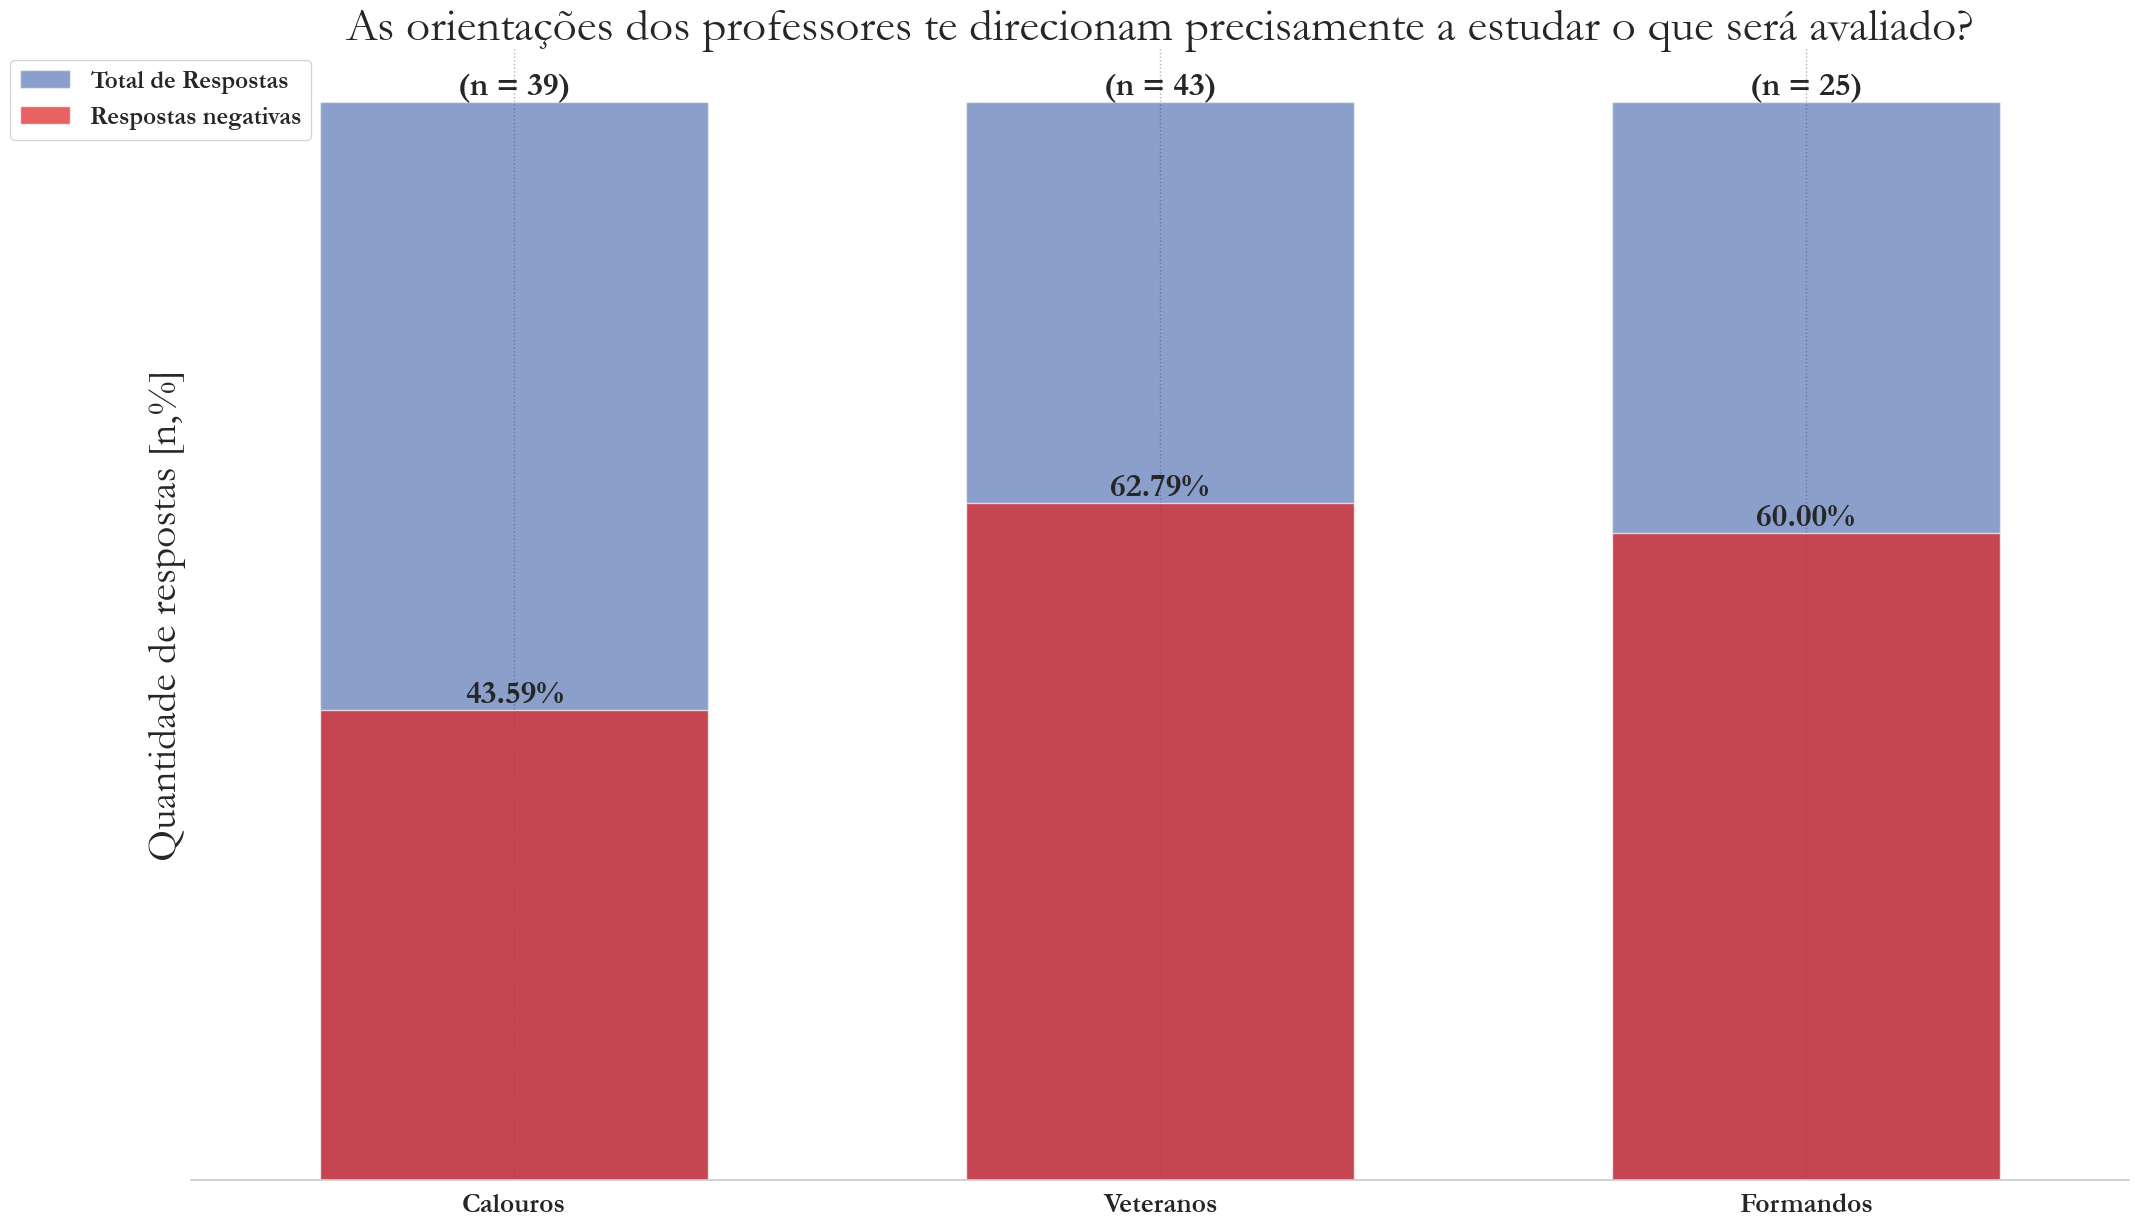 As orientações dos professores te direcionam precisamente a estudar o que será avaliado?
Total de Respostas
Respostas negativas
(n = 39)
(n = 43)
(n = 25)
Quantidade de respostas [n,%]
43.59%
62.79%
60.00%
Calouros
Veteranos
Formandos